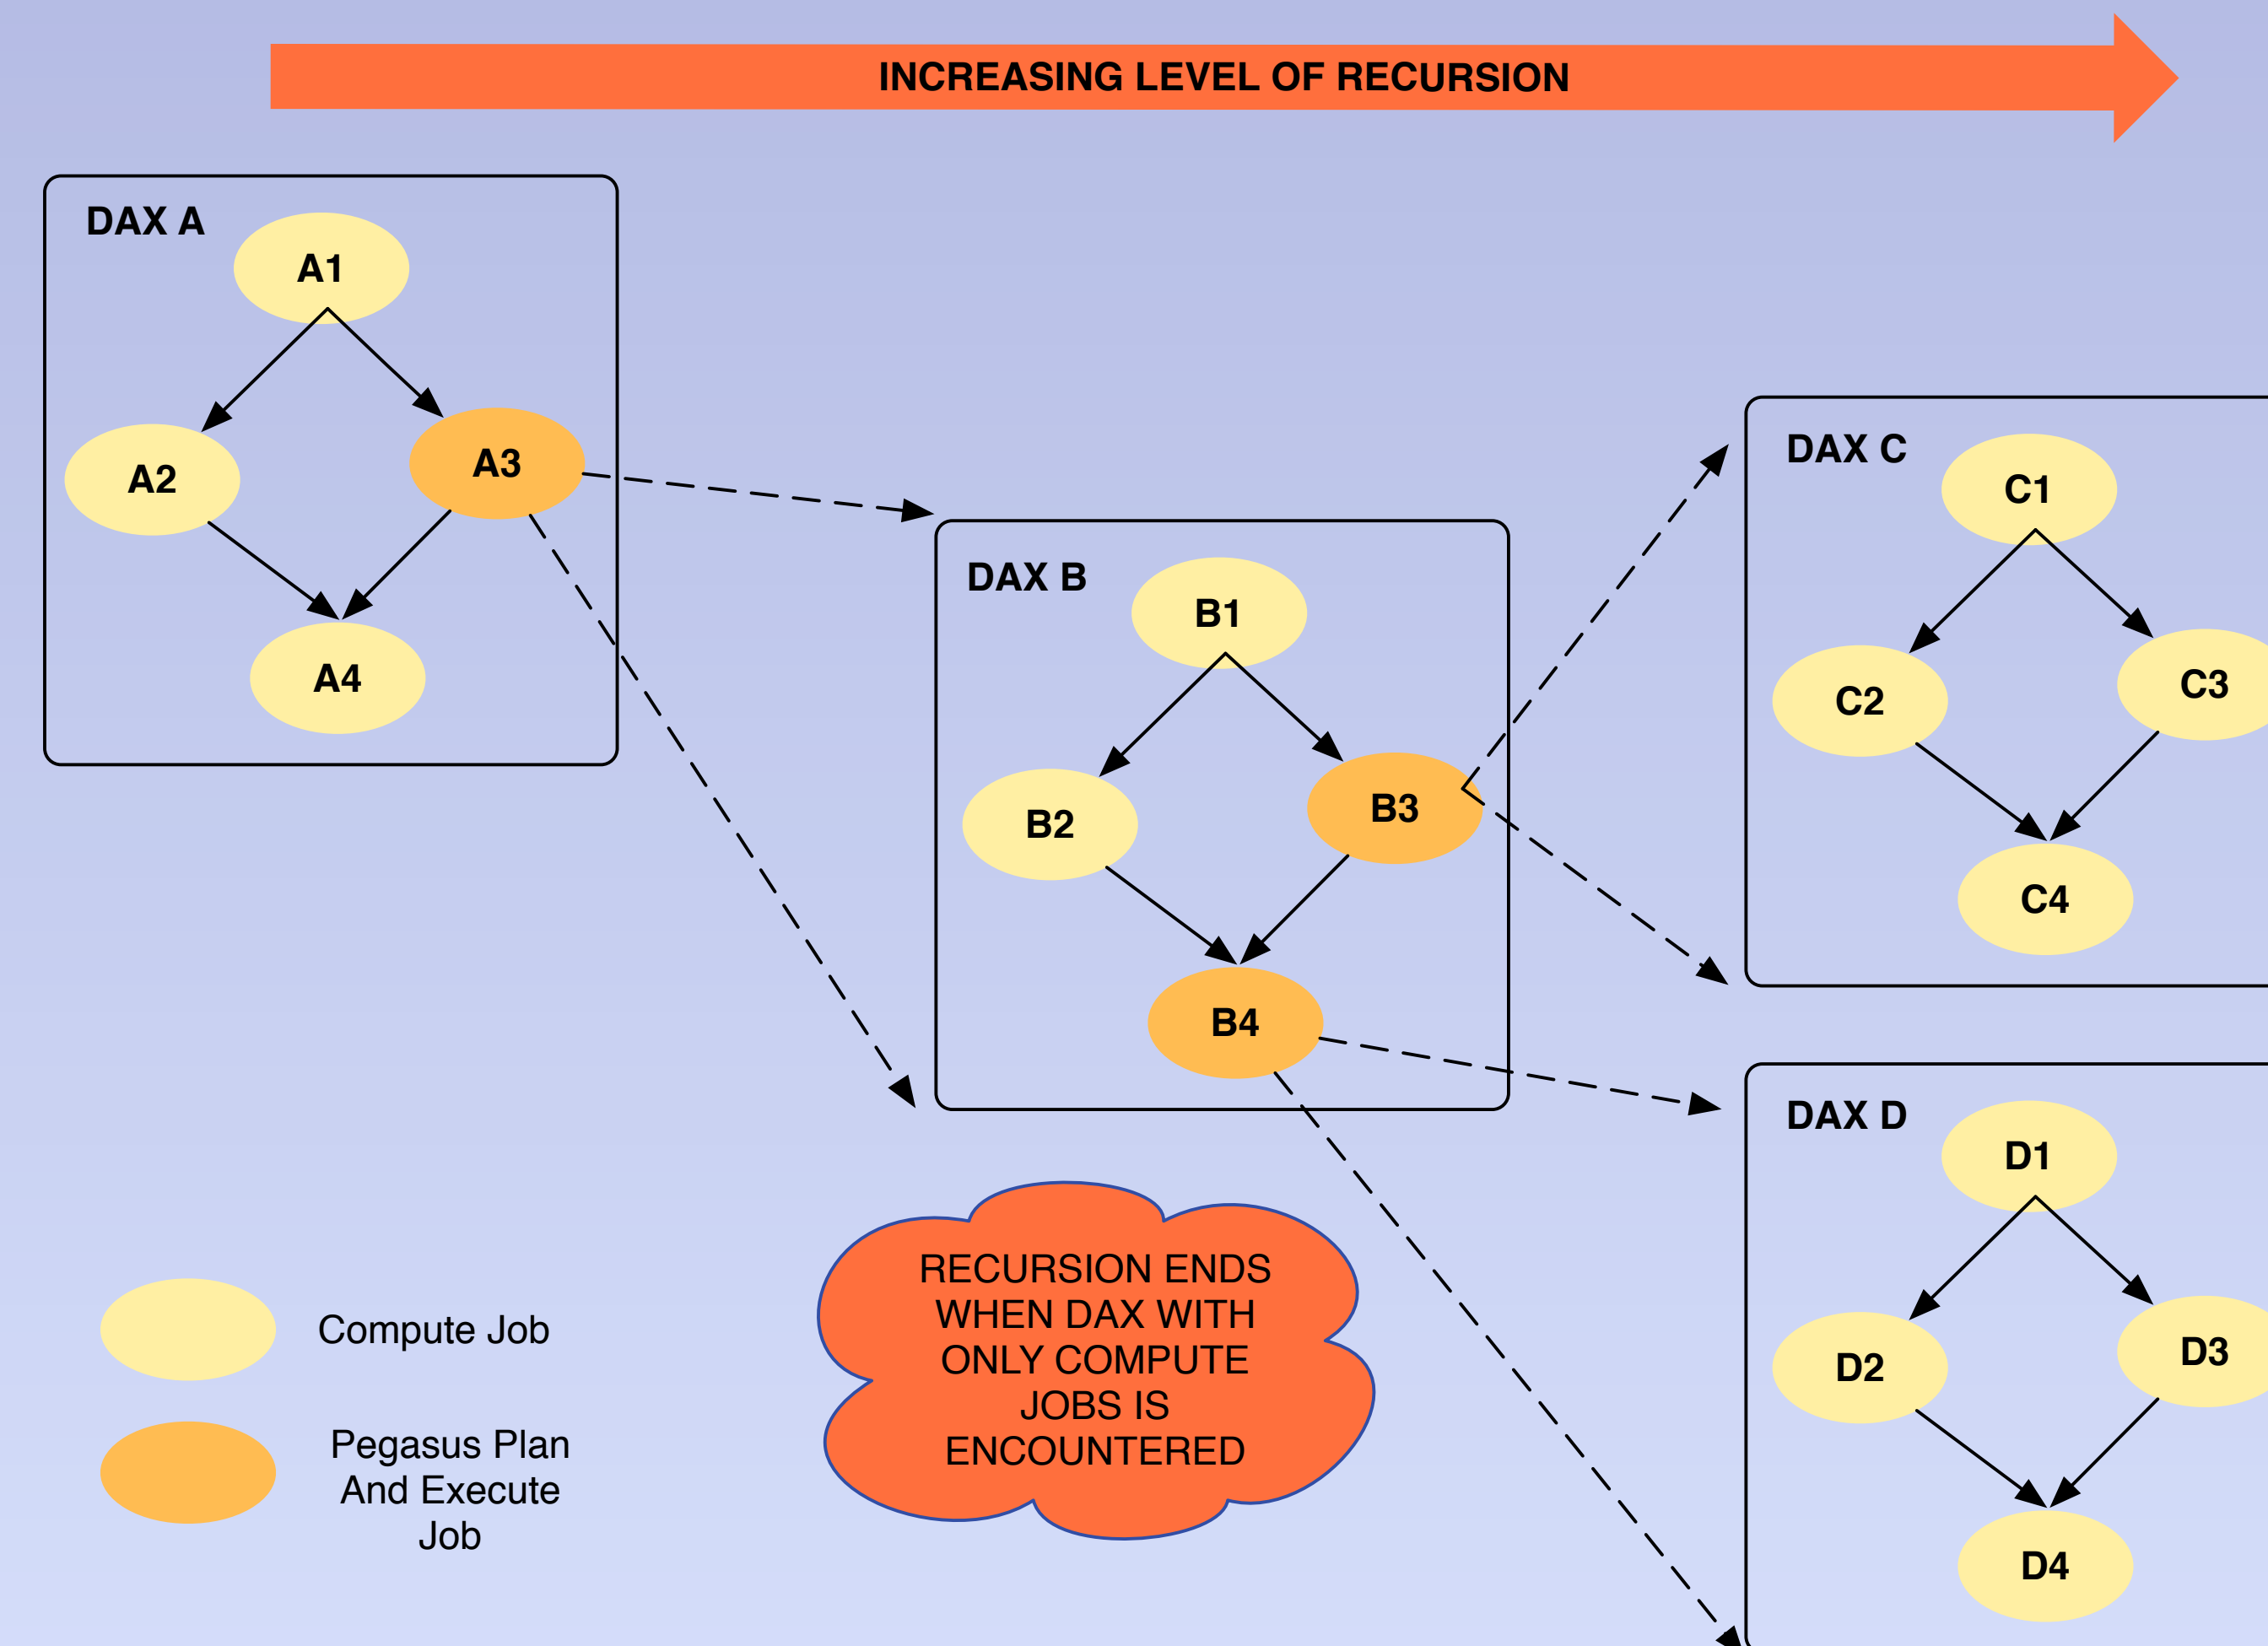 INCREASING LEVEL OF RECURSION
DAX A
A1
A2
A3
A4
DAX B
B1
B2
B3
B4
DAX C
C1
C2
C3
C4
DAX D
D1
D2
D3
D4
Compute Job
Pegasus Plan
And Execute
Job
RECURSION ENDS
WHEN DAX WITH
ONLY COMPUTE
JOBS IS
ENCOUNTERED